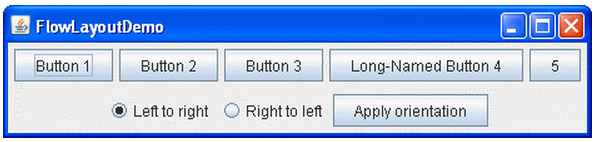 FlowLayoutDemo
Button 1 Button 2 Button 3 Long-Named Button 4 5
Left to right Right to left Apply orientation